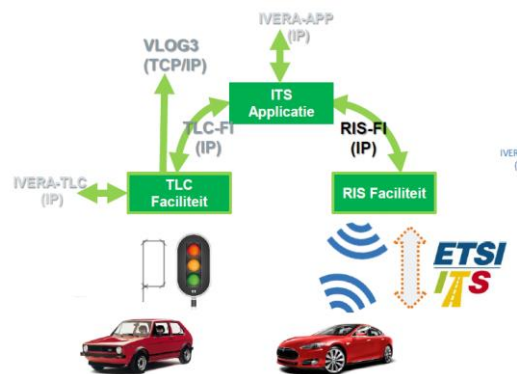 IVERA-APP
(IP)
VLOG3
(TCP/IP)
ITS
Applicatie
TLC-FI
(IP)
RIS-FI
(IP)
IVERA-TLC
(IP)
TLC
Faciliteit
RIS Faciliteit
IVER
(
ETSI
ITS